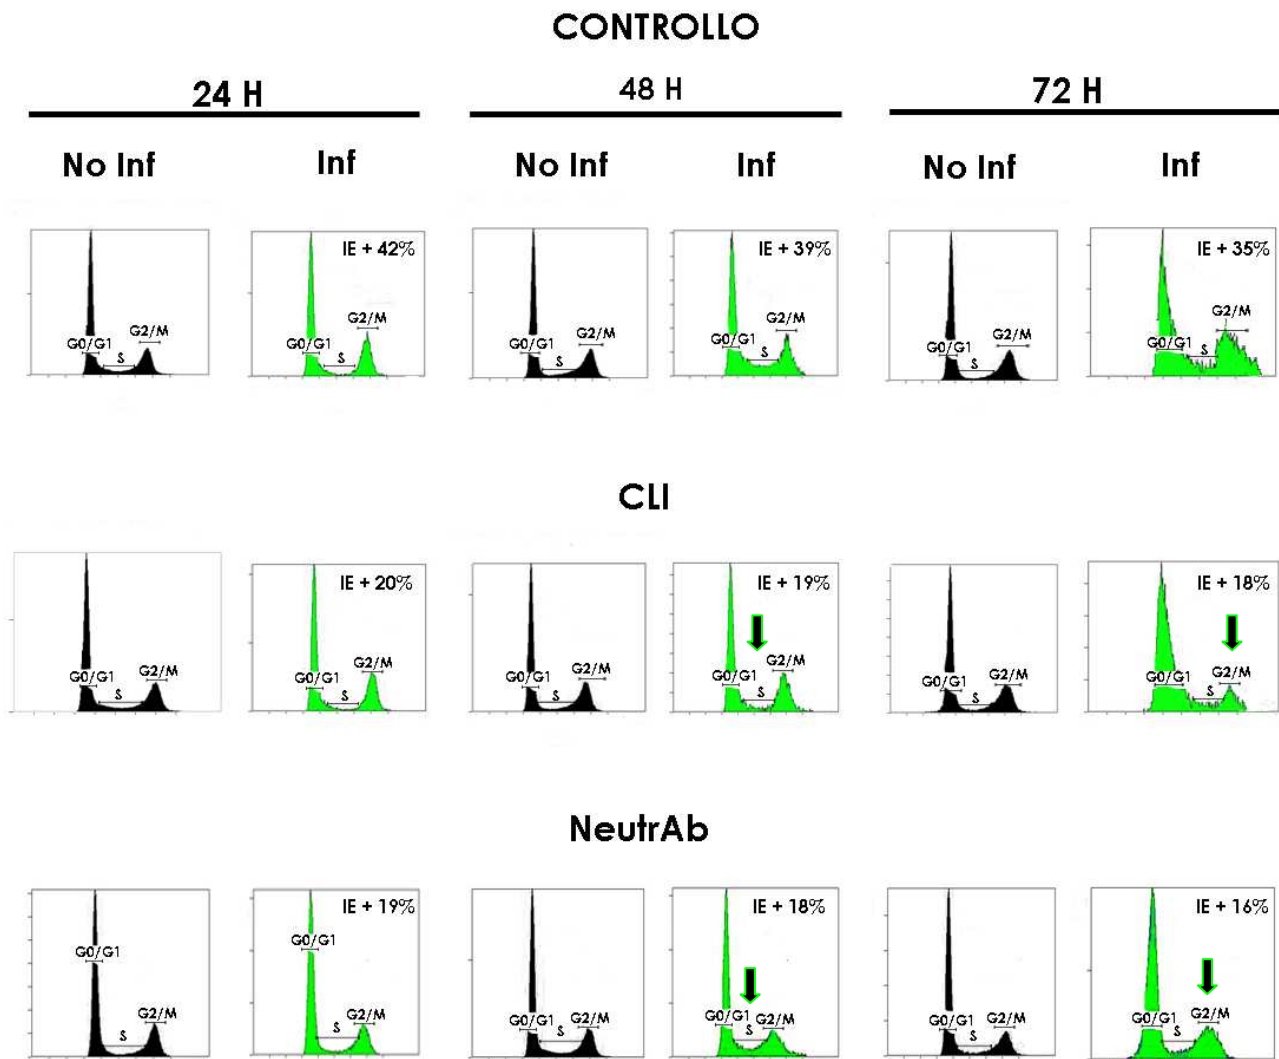 CONTROLLO
24 H 48 H 72 H
No Inf Inf No Inf Inf No Inf Inf
IE + 42% IE + 39% IE + 35%
G0/G1 S G2/M G0/G1 S G2/M G0/G1 S G2/M G0/G1 S G2/M G0/G1 S G2/M G0/G1 S G2/M
CLI
IE + 20% IE + 19% IE + 18%
G0/G1 S G2/M G0/G1 S G2/M G0/G1 S G2/M G0/G1 S G2/M G0/G1 S G2/M G0/G1 S G2/M
NeutrAb
IE + 19% IE + 18% IE + 16%
G0/G1 S G2/M G0/G1 S G2/M G0/G1 S G2/M G0/G1 S G2/M G0/G1 S G2/M G0/G1 S G2/M